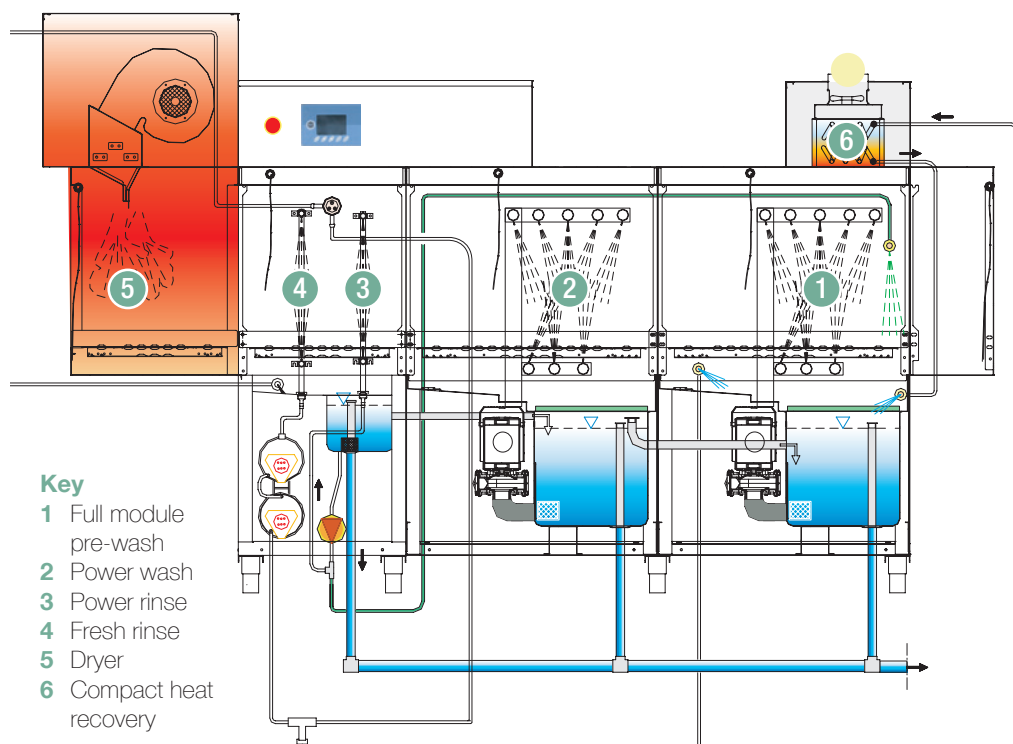 6
5
4
3
2
1
Key
1 Full module
pre-wash
2 Power wash
3 Power rinse
4 Fresh rinse
5 Dryer
6 Compact heat
recovery